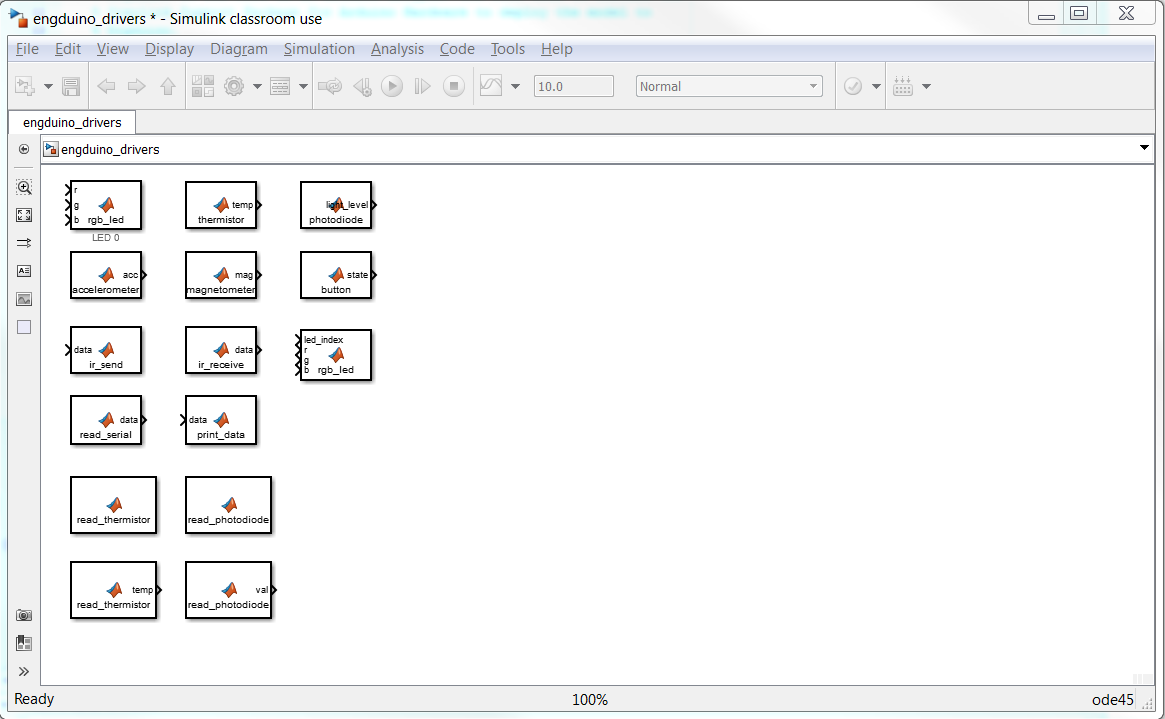 engduino_drivers * - Simulink classroom use
File Edit View Display Diagram Simulation Analysis Code Tools Help
10.0 Normal
engduino_drivers
engduino_drivers
r
g
b
rgb_led
LED 0
temp
thermistor
light_level
photodiode
acc
accelerometer
mag
magnetometer
state
button
data
ir_send
data
ir_receive
led_index
r
g
b
rgb_led
data
read_serial
data
print_data
read_thermistor
read_photodiode
temp
read_thermistor
val
read_photodiode
Ready 100% ode45